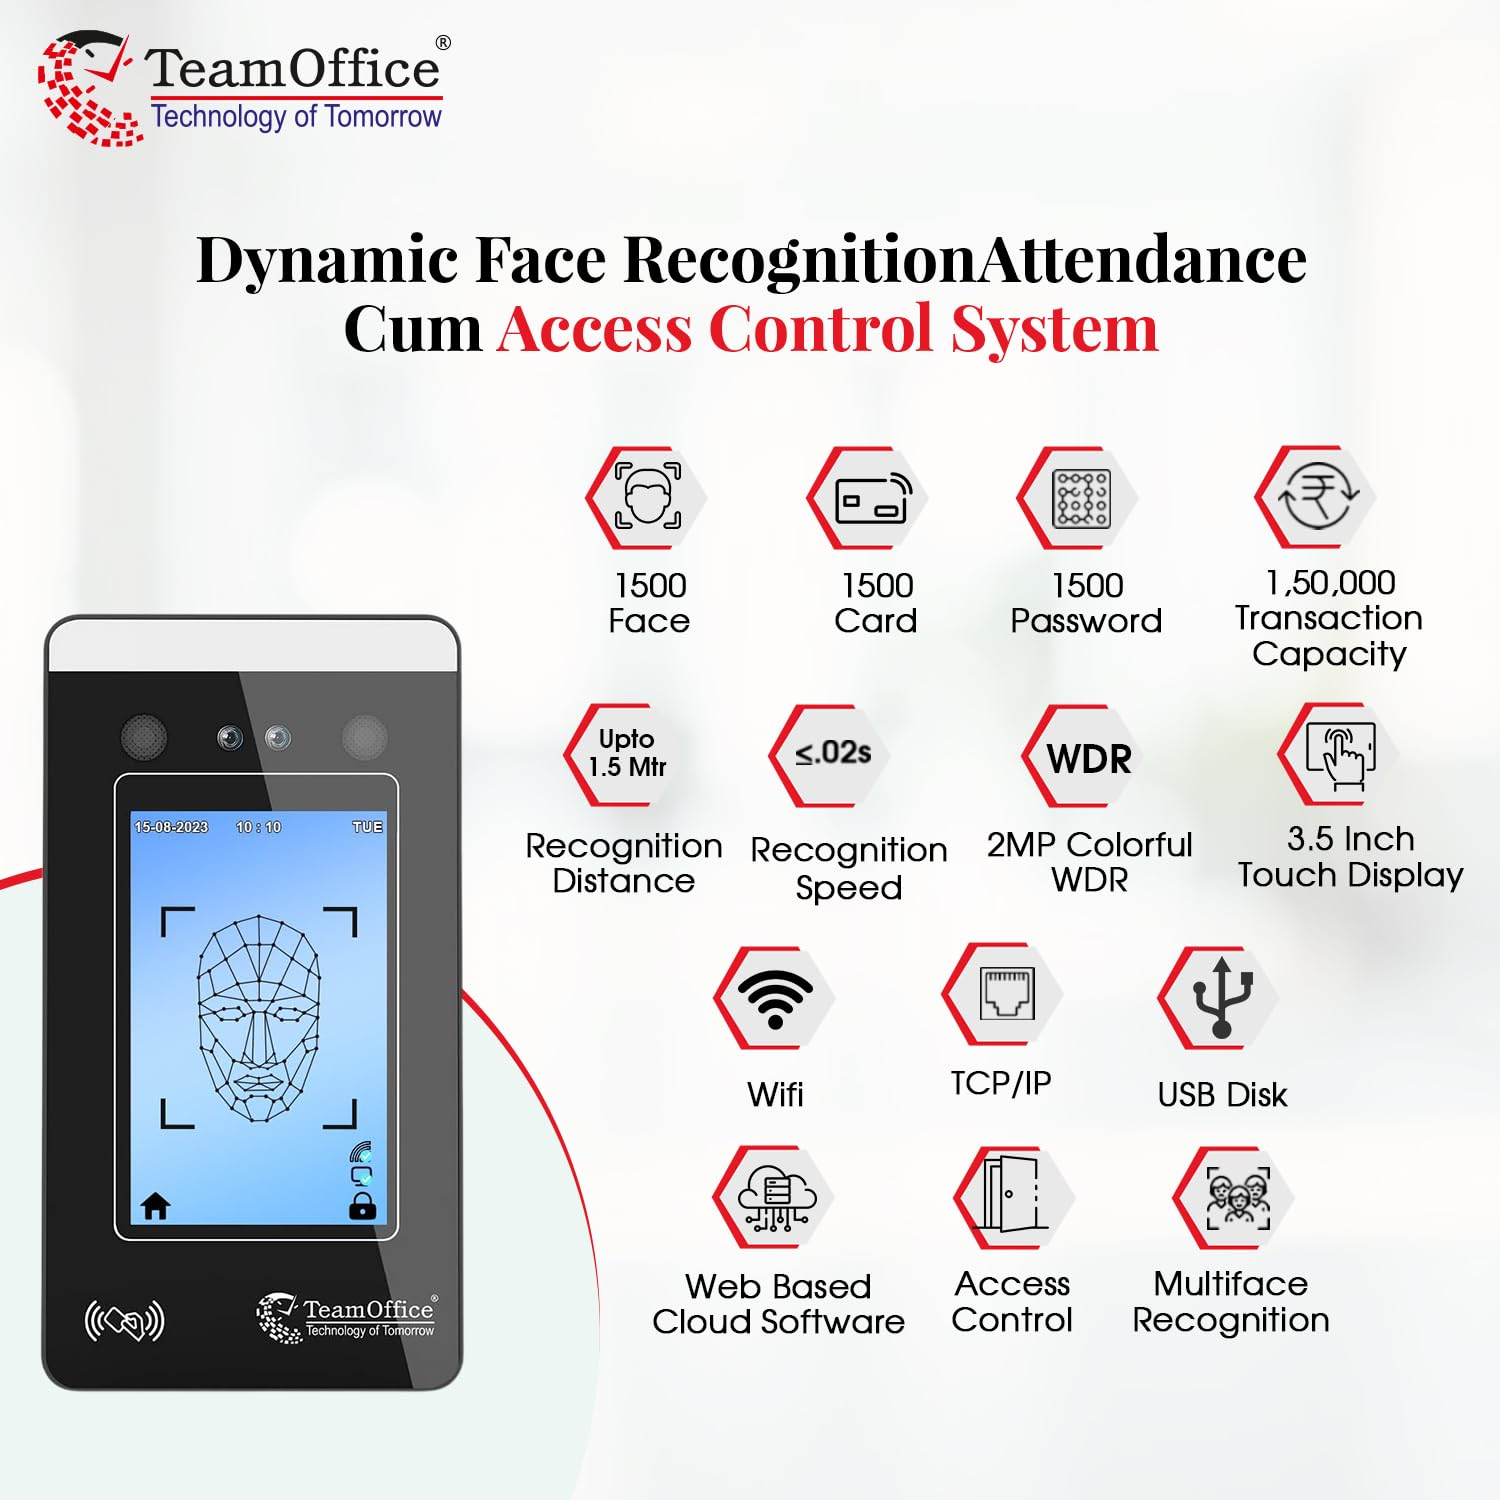 TeamOffice®
Technology of Tomorrow
Dynamic Face RecognitionAttendance
Cum Access Control System
1500
Face
1500
Card
1500
Password
1,50,000
Transaction
Capacity
Upto
1.5 Mtr
Recognition
Distance
≤.02s
Recognition
Speed
WDR
2MP Colorful
WDR
3.5 Inch
Touch Display
15-08-2023 10 : 10 TUE
Wifi
TCP/IP
USB Disk
Web Based
Cloud Software
Access
Control
Multiface
Recognition
TeamOffice®
Technology of Tomorrow